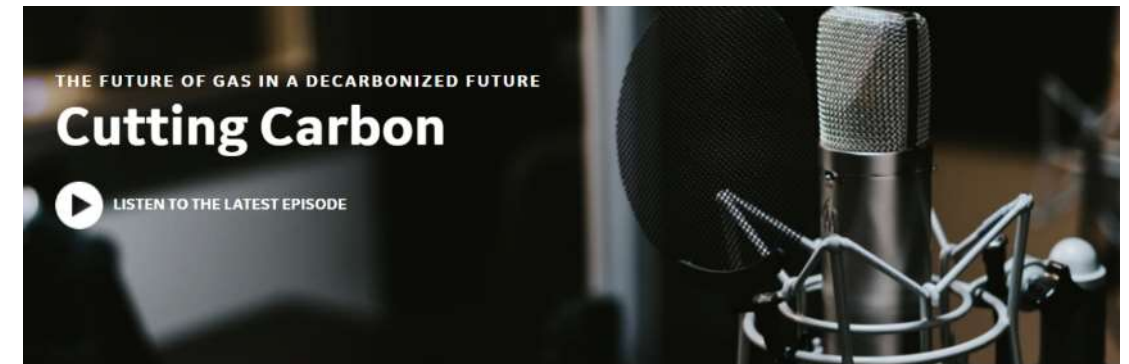 THE FUTURE OF GAS IN A DECARBONIZED FUTURE
Cutting Carbon
LISTEN TO THE LATEST EPISODE